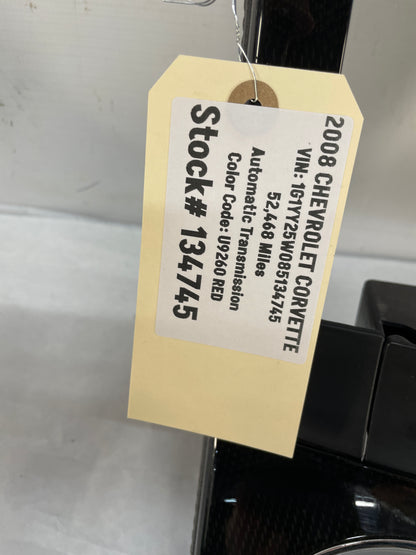 2008 CHEVROLET CORVETTE
VIN: 1G1YY25W085134745
52,468 Miles
Automatic Transmission
Color Code: U9260 RED
Stock# 134745